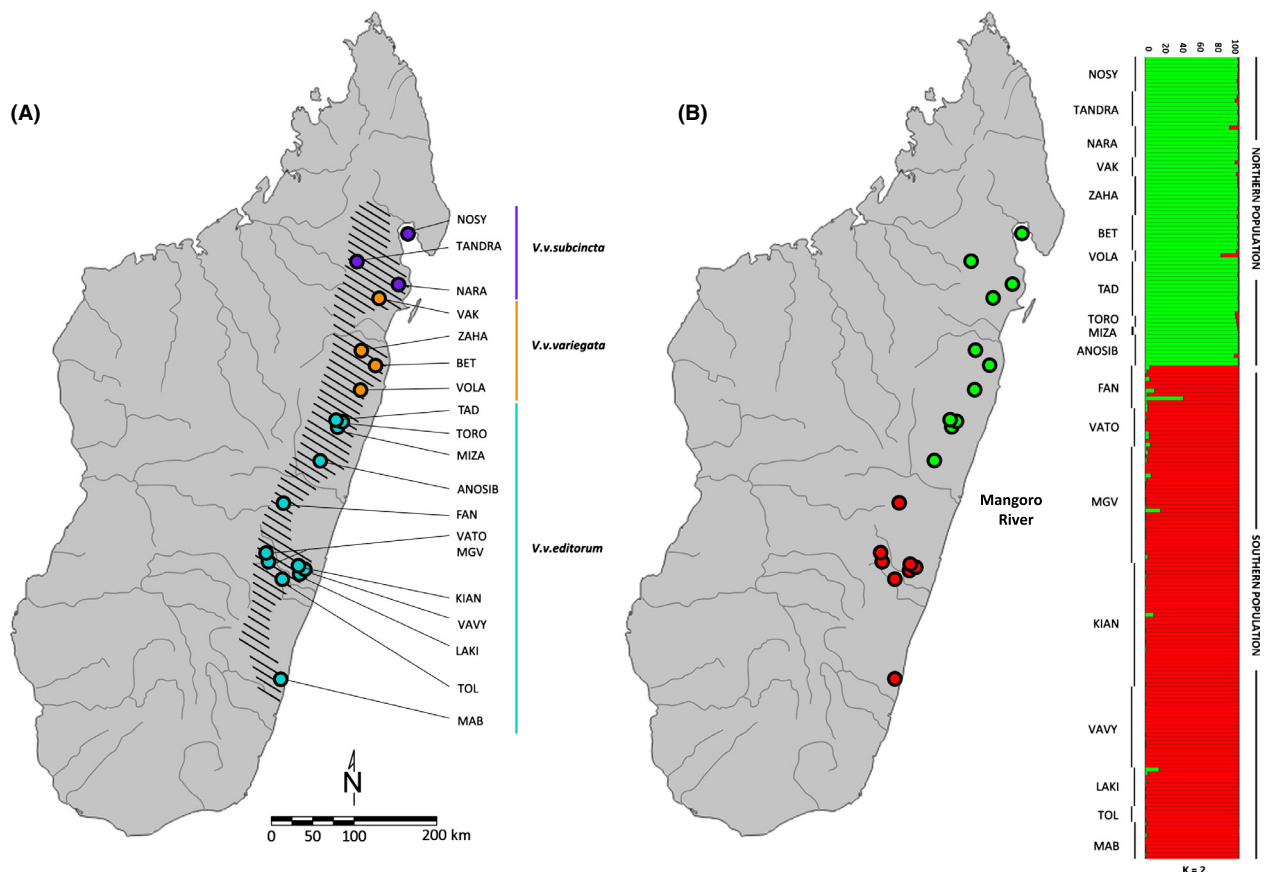 (A)
NOSY
TANDRA
NARA
VAK
ZAHA
BET
VOLA
TAD
TORO
MIZA
ANOSIB
FAN
VATO
MGV
KIAN
VAVY
LAKI
TOL
MAB
V.v.subcincta
V.v.variegata
V.v.editorum
N
0 50 100 200 km
(B)
Mangoro
River
0 20 40 60 80 100
NOSY
TANDRA
NARA
VAK
ZAHA
BET
VOLA
TAD
TORO
MIZA
ANOSIB
FAN
VATO
MGV
KIAN
VAVY
LAKI
TOL
MAB
NORTHERN POPULATION
SOUTHERN POPULATION
K = 2